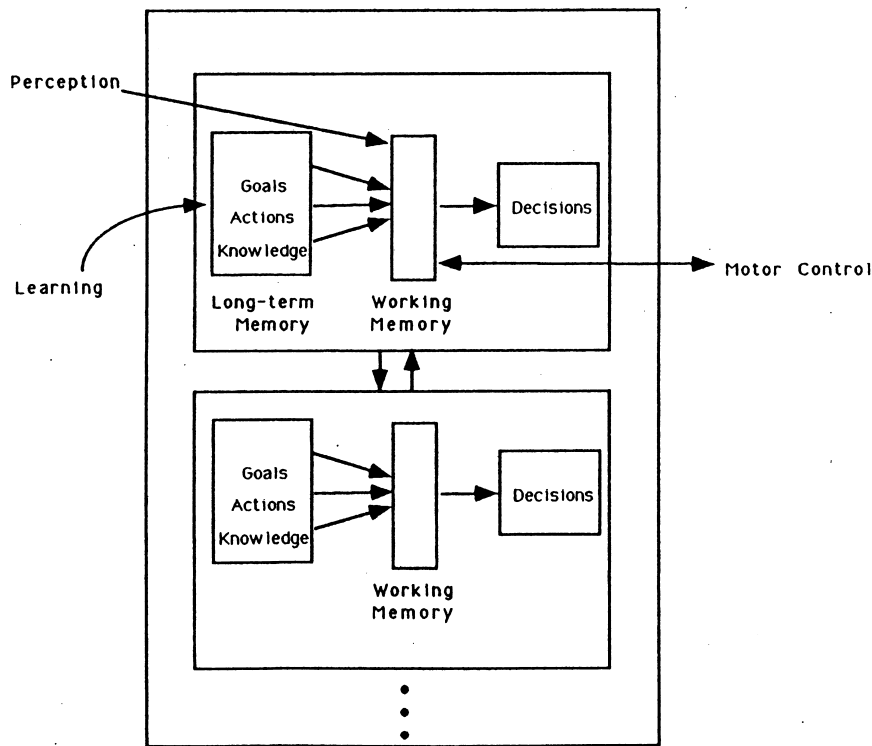 Perception
Goals
Actions
Knowledge
Decisions
Learning
Motor Control
Long-term
Memory
Working
Memory
Goals
Actions
Knowledge
Decisions
Working
Memory